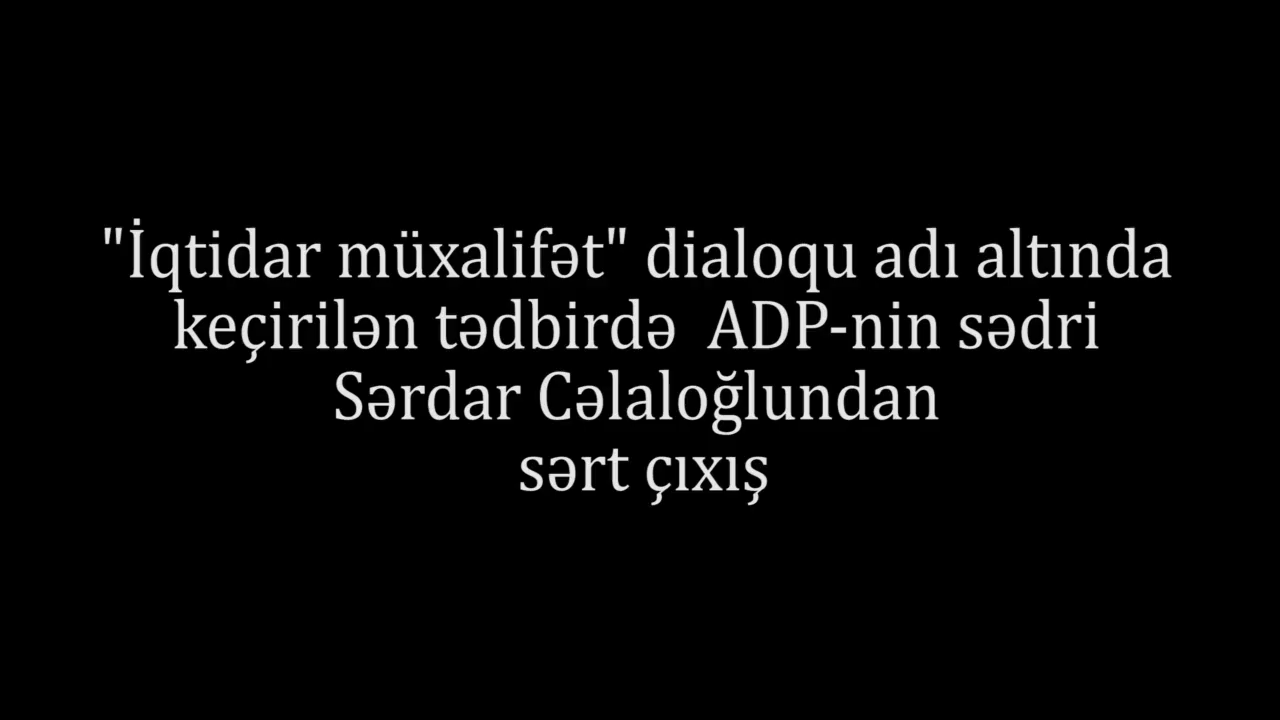 "İqtidar müxalifət" dialoqu adı altında
keçirilən tədbirdə  ADP-nin sədri
Sərdar Cəlaloğlundan
sərt çıxış